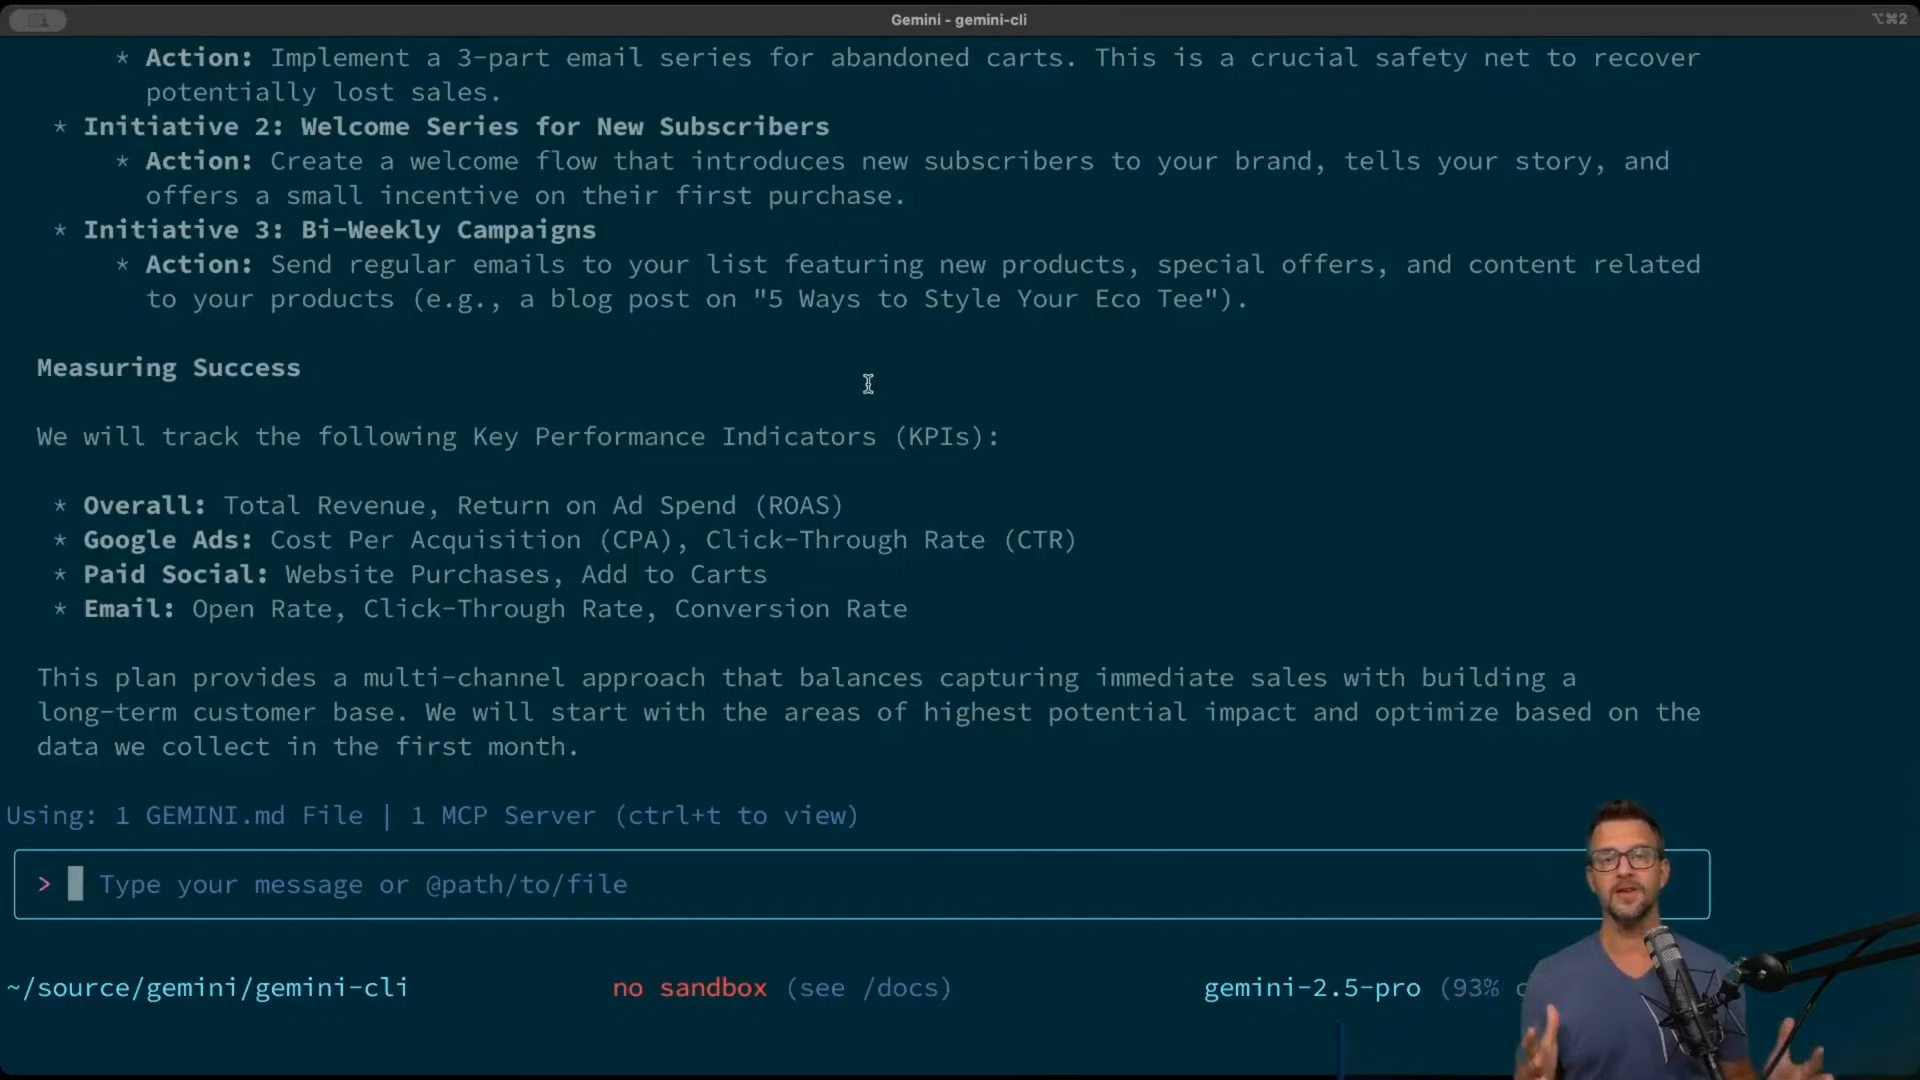 Gemini - gemini-cli
⌥⌘2
* Action: Implement a 3-part email series for abandoned carts. This is a crucial safety net to recover
potentially lost sales.
* Initiative 2: Welcome Series for New Subscribers
* Action: Create a welcome flow that introduces new subscribers to your brand, tells your story, and
offers a small incentive on their first purchase.
* Initiative 3: Bi-Weekly Campaigns
* Action: Send regular emails to your list featuring new products, special offers, and content related
to your products (e.g., a blog post on "5 Ways to Style Your Eco Tee").
Measuring Success
We will track the following Key Performance Indicators (KPIs):
* Overall: Total Revenue, Return on Ad Spend (ROAS)
* Google Ads: Cost Per Acquisition (CPA), Click-Through Rate (CTR)
* Paid Social: Website Purchases, Add to Carts
* Email: Open Rate, Click-Through Rate, Conversion Rate
This plan provides a multi-channel approach that balances capturing immediate sales with building a
long-term customer base. We will start with the areas of highest potential impact and optimize based on the
data we collect in the first month.
Using: 1 GEMINI.md File | 1 MCP Server (ctrl+t to view)
> Type your message or @path/to/file
~/source/gemini/gemini-cli no sandbox (see /docs) gemini-2.5-pro (93%